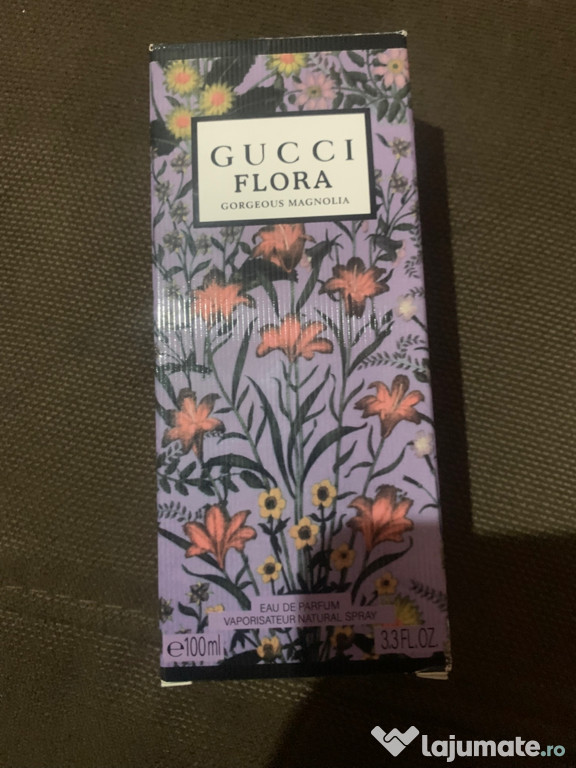 GUCCI
FLORA
GORGEOUS MAGNOLIA
EAU DE PARFUM
VAPORISATEUR NATURAL SPRAY
e100ml 3.3 FL.OZ.
lajumate.ro